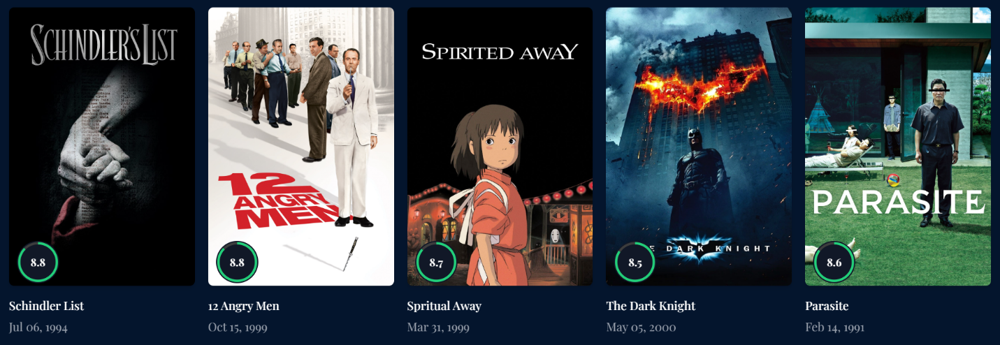 SCHINDLER'S LIST
8.8
Schindler List
Jul 06, 1994
12
ANGRY
MEN
8.8
12 Angry Men
Oct 15, 1999
SPIRITED AWAY
8.7
Spritual Away
Mar 31, 1999
E DARK KNIGHT
8.5
The Dark Knight
May 05, 2000
PARASITE
8.6
Parasite
Feb 14, 1991